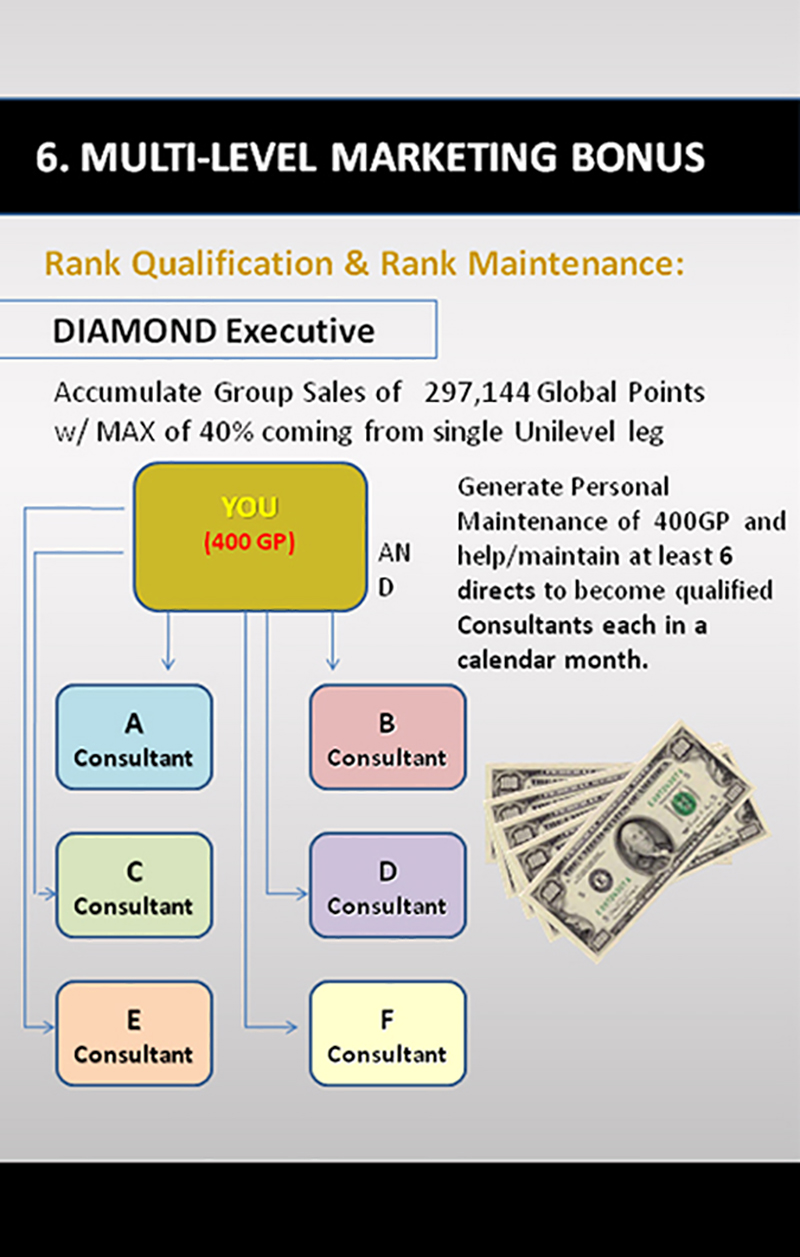 6. MULTI-LEVEL MARKETING BONUS
Rank Qualification & Rank Maintenance:
DIAMOND Executive
Accumulate Group Sales of 297,144 Global Points
w/ MAX of 40% coming from single Unilevel leg
YOU
(400 GP)
AN
D
Generate Personal
Maintenance of 400GP and
help/maintain at least 6
directs to become qualified
Consultants each in a
calendar month.
A
Consultant
B
Consultant
C
Consultant
D
Consultant
E
Consultant
F
Consultant